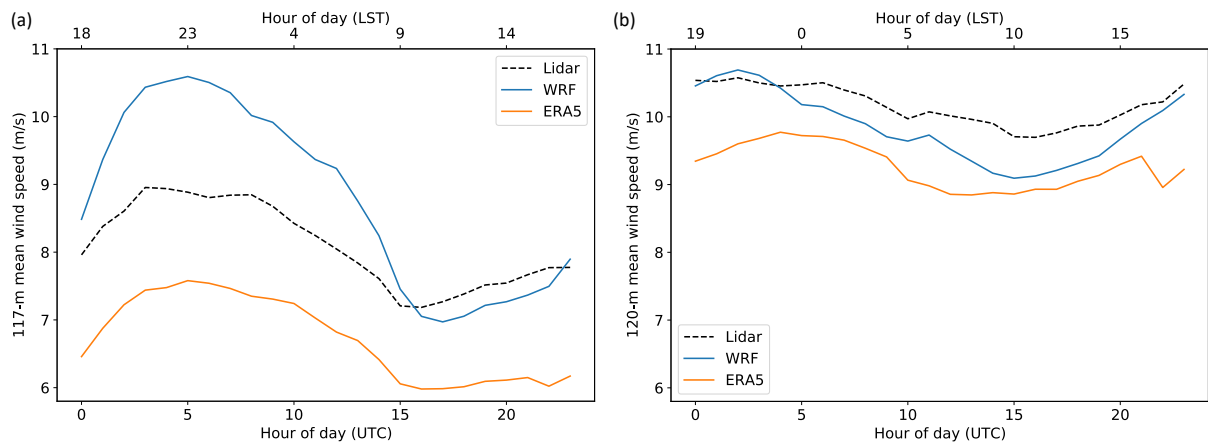 (a)
Hour of day (LST)
18 23 4 9 14
11
10
9
8
7
6
117-m mean wind speed (m/s)
Lidar
WRF
ERA5
0 5 10 15 20
Hour of day (UTC)
(b)
Hour of day (LST)
19 0 5 10 15
11
10
9
8
7
6
120-m mean wind speed (m/s)
Lidar
WRF
ERA5
0 5 10 15 20
Hour of day (UTC)